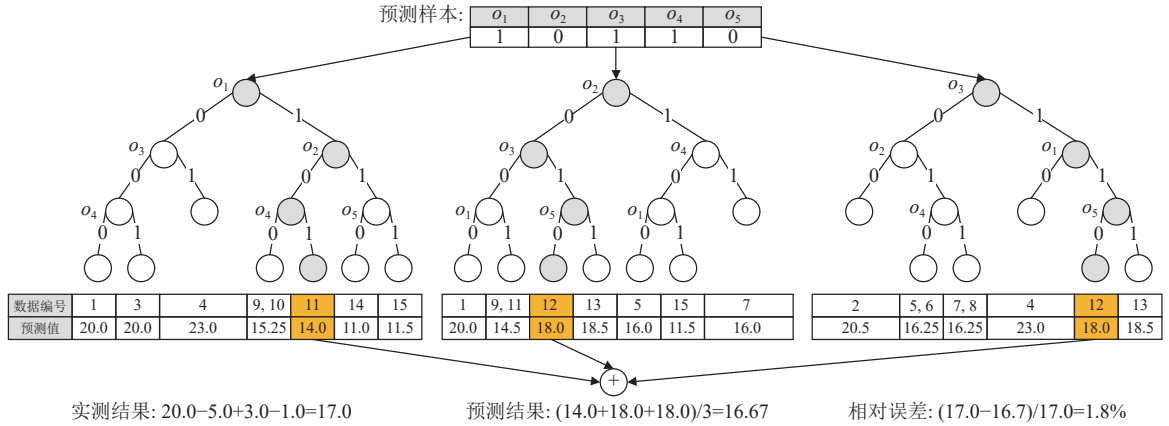 预测样本: o1 o2 o3 o4 o5
1 0 1 1 0
o1 o2 o3
0 1 0 1 0 1
o3 o2 o3 o4 o2 o1
0 1 0 1 0 1 0 1 0 1 0 1
o4 o4 o5 o1 o5 o1 o4 o5
0 1 0 1 0 1 0 1 0 1 0 1 0 1 0 1
数据编号 1 3 4 9, 10 11 14 15 1 9, 11 12 13 5 15 7 2 5, 6 7, 8 4 12 13
预测值 20.0 20.0 23.0 15.25 14.0 11.0 11.5 20.0 14.5 18.0 18.5 16.0 11.5 16.0 20.5 16.25 16.25 23.0 18.0 18.5
+
实测结果: 20.0−5.0+3.0−1.0=17.0 预测结果: (14.0+18.0+18.0)/3=16.67 相对误差: (17.0−16.7)/17.0=1.8%